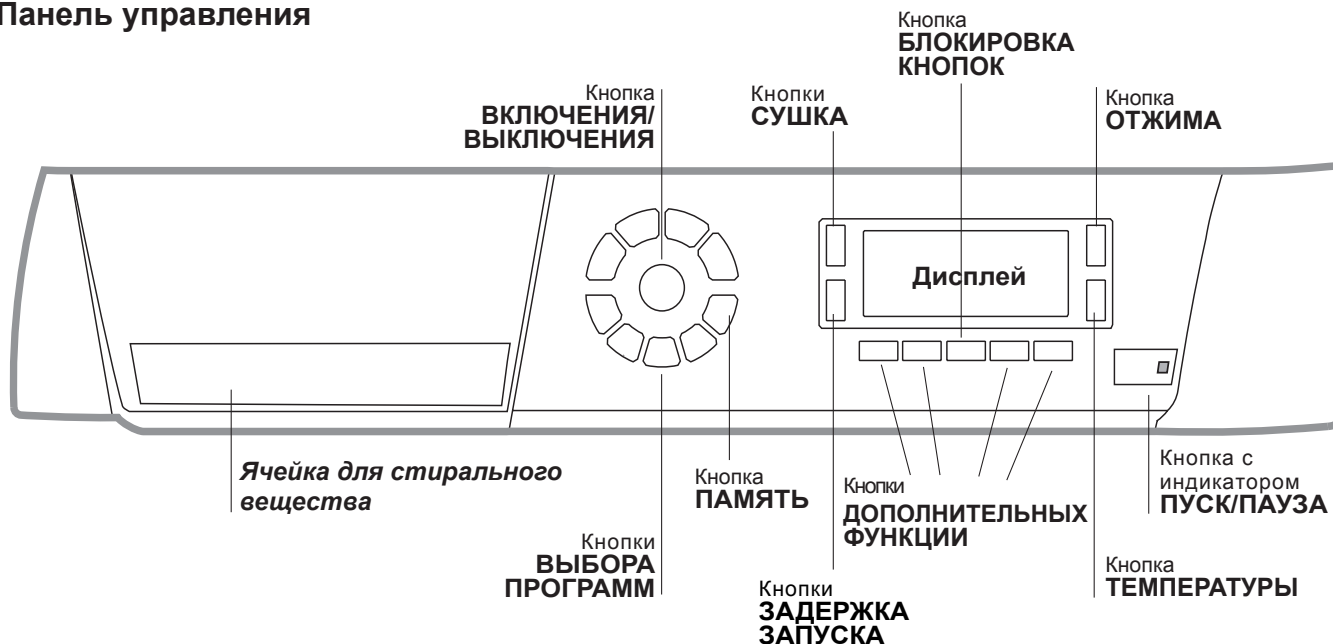 Панель управления
Кнопка
БЛОКИРОВКА
КНОПОК
Кнопка
ВКЛЮЧЕНИЯ/
ВЫКЛЮЧЕНИЯ
Кнопки
СУШКА
Кнопка
ОТЖИМА
Дисплей
Ячейка для стирального
вещества
Кнопка
ПАМЯТЬ
Кнопки
ДОПОЛНИТЕЛЬНЫХ
ФУНКЦИИ
Кнопка с
индикатором
ПУСК/ПАУЗА
Кнопки
ВЫБОРА
ПРОГРАММ
Кнопки
ЗАДЕРЖКА
ЗАПУСКА
Кнопка
ТЕМПЕРАТУРЫ